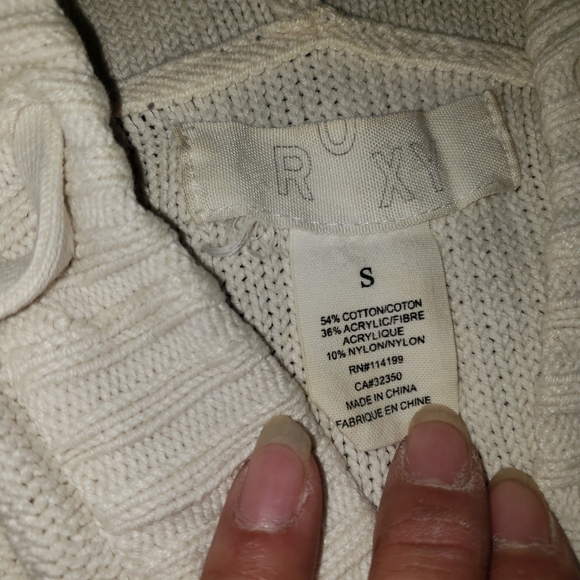 ROXY
S
54% COTTON/COTON
36% ACRYLIC/FIBRE
ACRYLIQUE
10% NYLON/NYLON
RN#114199
CA#32350
MADE IN CHINA
FABRIQUE EN CHINE